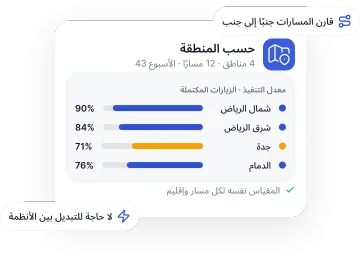 قارن المسارات جنبًا إلى جنب
حسب المنطقة
4 مناطق · 12 مسارًا · الأسبوع 43
معدل التنفيذ · الزيارات المكتملة
شمال الرياض 90%
شرق الرياض 84%
جدة 71%
الدمام 76%
المقياس نفسه لكل مسار وإقليم
لا حاجة للتبديل بين الأنظمة